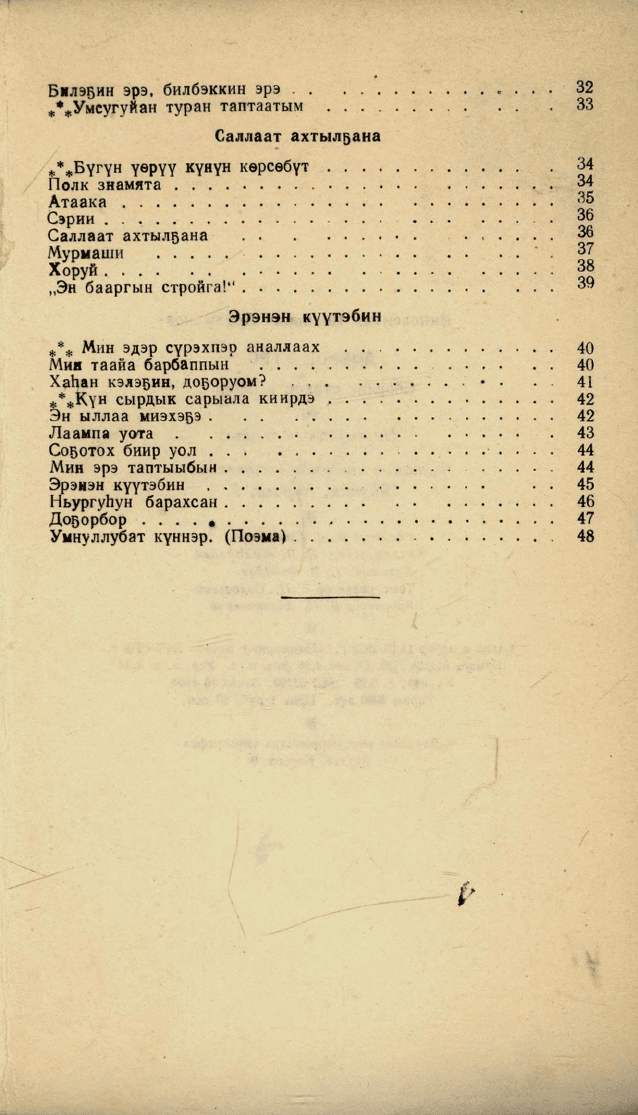 Билэҕин эрэ, билбэккин эрэ . . . . . . . . . . . . . . . 32
***Умсугуйан туран таптаатым . . . . . . . . . . . . 33
Саллаат ахтылҕана
***Бүгүн үөрүү күнүн көрсөбүт . . . . . . . . . . . . 34
Полк знамята . . . . . . . . . . . . . . . . . . . . 34
Атаака . . . . . . . . . . . . . . . . . . . . . . . 35
Сэрии . . . . . . . . . . . . . . . . . . . . . . . 36
Саллаат ахтылҕана . . . . . . . . . . . . . . . . . 36
Мурмаши . . . . . . . . . . . . . . . . . . . . . . 37
Хоруй . . . . . . . . . . . . . . . . . . . . . . . 38
„Эн бааргын стройга!“ . . . . . . . . . . . . . . . 39
Эрэнэн күүтэбин
*** Мин эдэр сүрэхпэр аналлаах . . . . . . . . . . . 40
Мин таайа барбаппын . . . . . . . . . . . . . . . . 40
Хаһан кэлэҕин, доҕоруом? . . . . . . . . . . . . . . 41
***Күн сырдык сарыала киирдэ . . . . . . . . . . . . 42
Эн ыллаа миэхэҕэ . . . . . . . . . . . . . . . . . . 42
Лаампа уота . . . . . . . . . . . . . . . . . . . . 43
Соҕотох биир уол . . . . . . . . . . . . . . . . . . 44
Мин эрэ таптыыбын . . . . . . . . . . . . . . . . . 44
Эрэнэн күүтэбин . . . . . . . . . . . . . . . . . . 45
Ньургуһун барахсан . . . . . . . . . . . . . . . . . 46
Доҕорбор . . . . . . . . . . . . . . . . . . . . . . 47
Умнуллубат күннэр. (Поэма) . . . . . . . . . . . . . 48